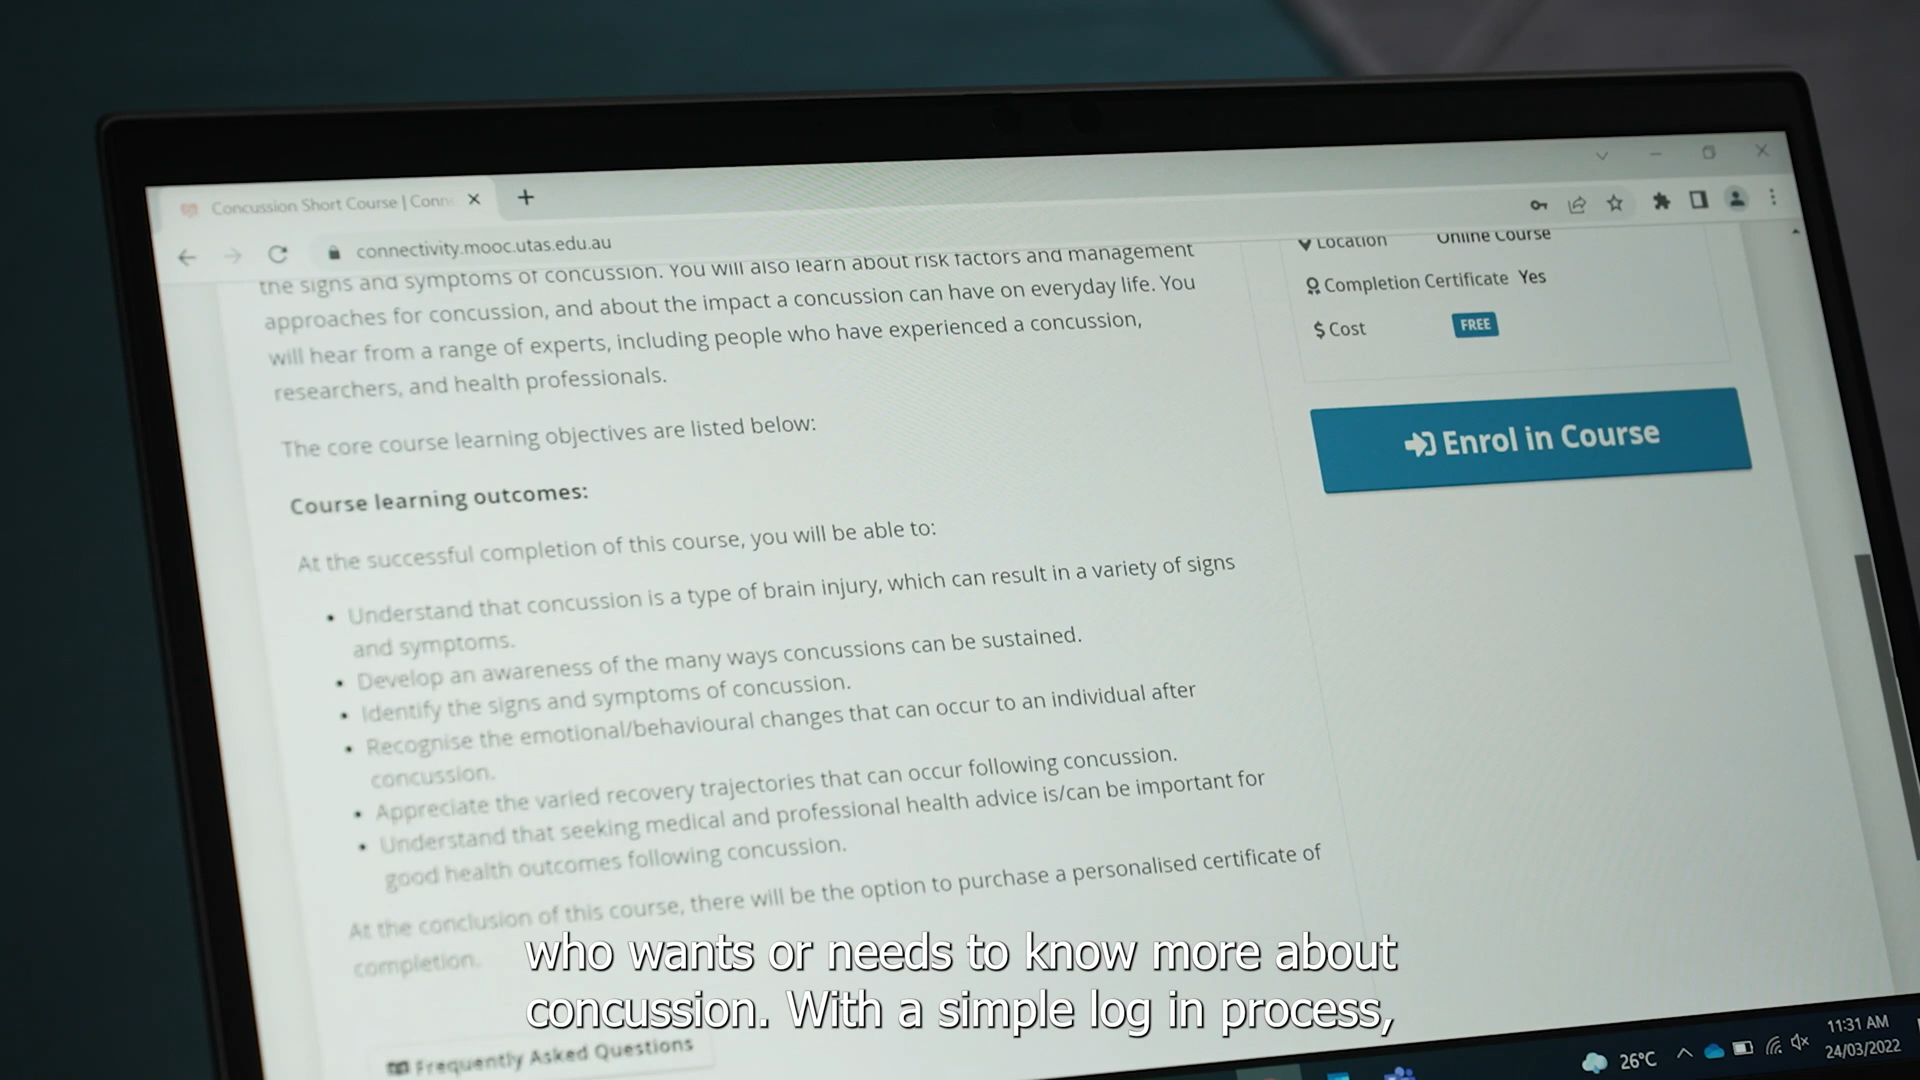 Concussion Short Course | Conn
connectivity.mooc.utas.edu.au
the signs and symptoms of concussion. You will also learn about risk factors and management
approaches for concussion, and about the impact a concussion can have on everyday life. You
will hear from a range of experts, including people who have experienced a concussion,
researchers, and health professionals.
The core course learning objectives are listed below:
Course learning outcomes:
At the successful completion of this course, you will be able to:
• Understand that concussion is a type of brain injury, which can result in a variety of signs
and symptoms.
• Develop an awareness of the many ways concussions can be sustained.
• Identify the signs and symptoms of concussion.
• Recognise the emotional/behavioural changes that can occur to an individual after
concussion.
• Appreciate the varied recovery trajectories that can occur following concussion.
• Understand that seeking medical and professional health advice is/can be important for
good health outcomes following concussion.
At the conclusion of this course, there will be the option to purchase a personalised certificate of
completion.
Frequently Asked Questions
Location Online Course
Completion Certificate Yes
$ Cost FREE
Enrol in Course
who wants or needs to know more about
concussion. With a simple log in process,
26°C
11:31 AM
24/03/2022